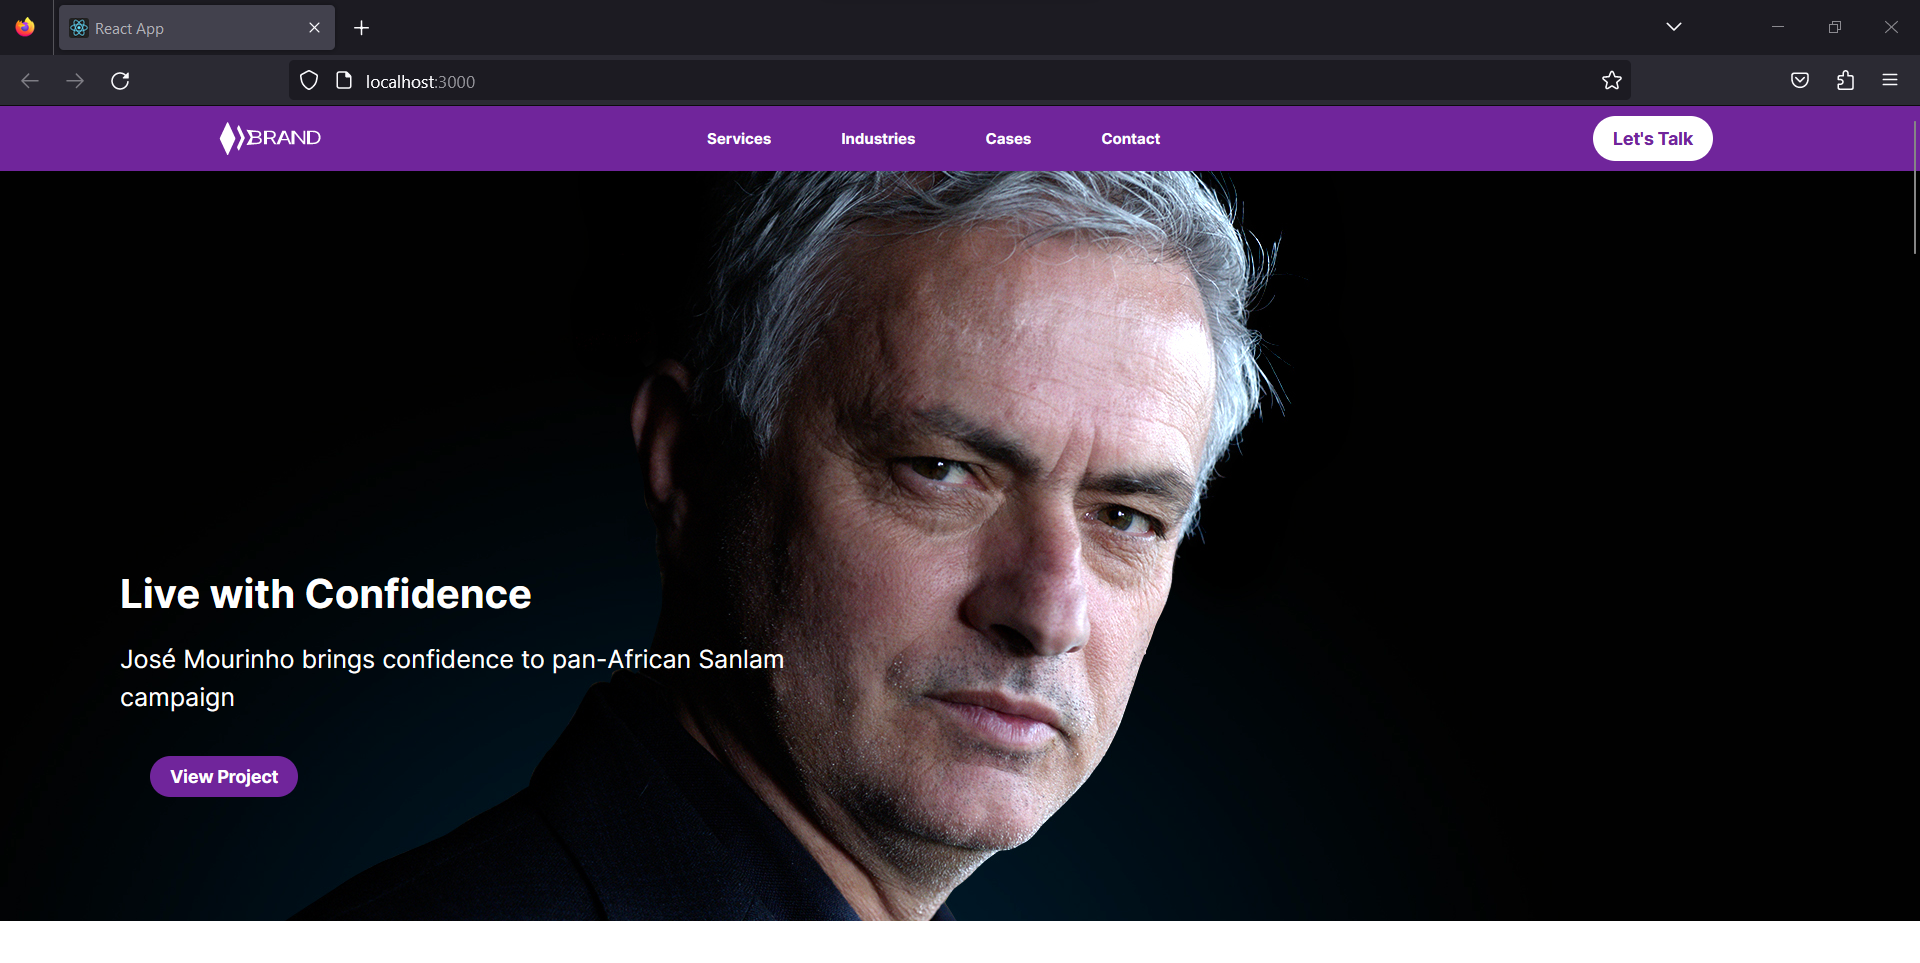 React App
localhost:3000
BRAND
Services
Industries
Cases
Contact
Let's Talk
Live with Confidence
José Mourinho brings confidence to pan-African Sanlam
campaign
View Project